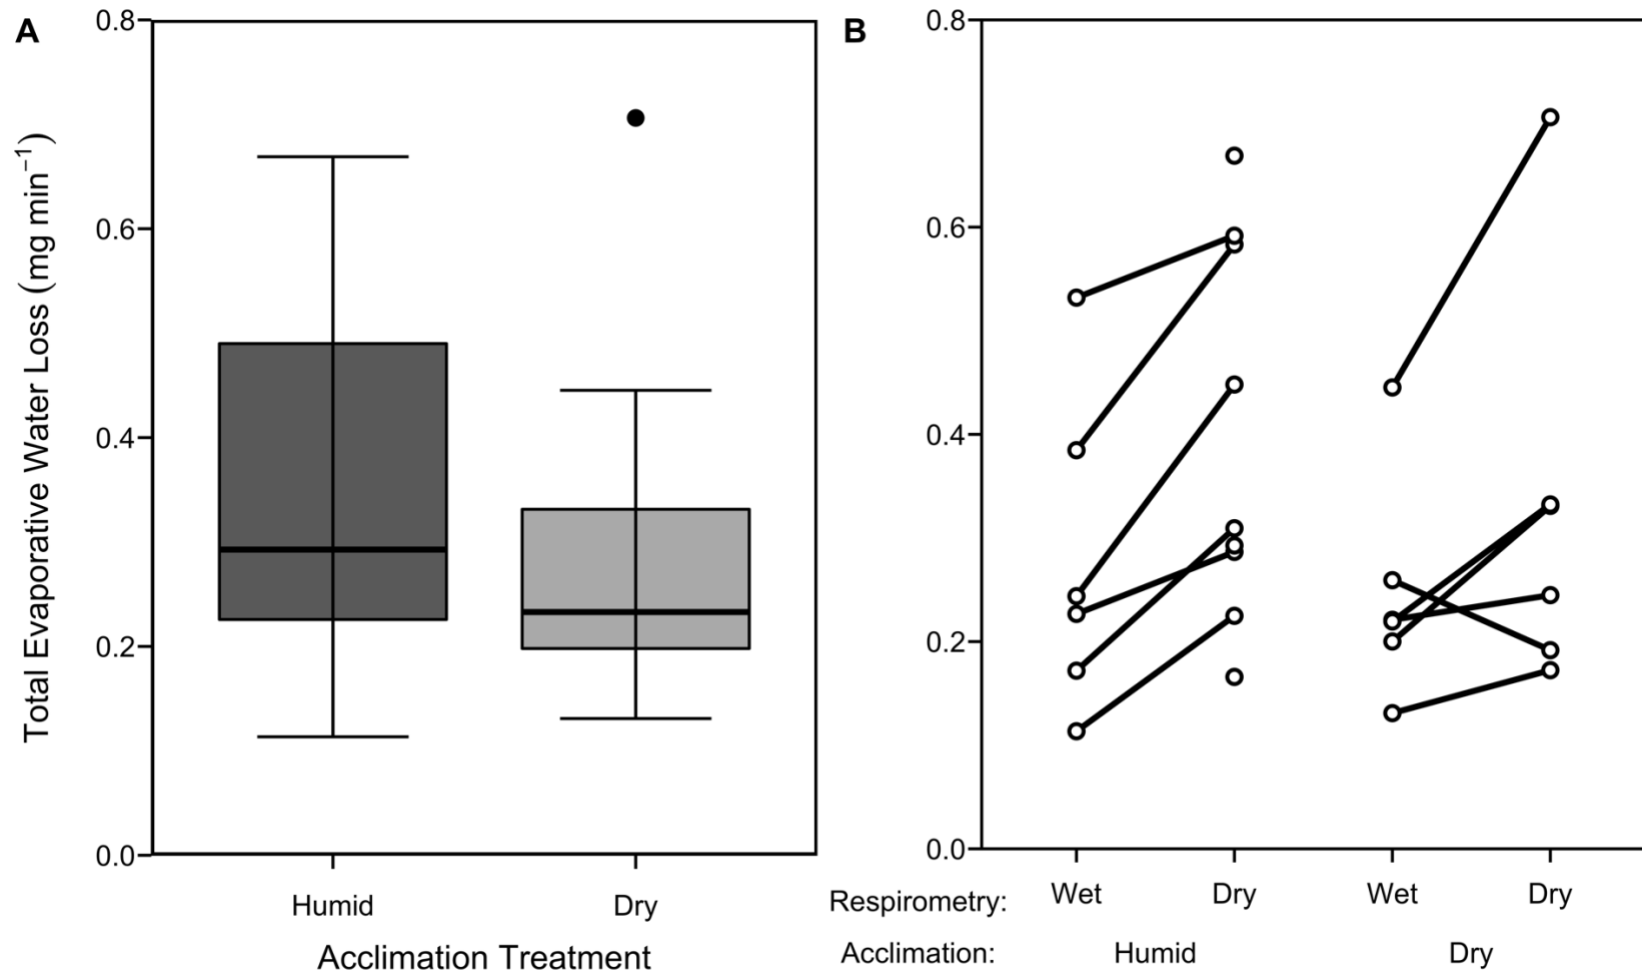 A
B
Total Evaporative Water Loss (mg min⁻¹)
0.8
0.6
0.4
0.2
0.0
Humid Dry
Acclimation Treatment
0.8
0.6
0.4
0.2
0.0
Respirometry: Wet Dry Wet Dry
Acclimation: Humid Dry